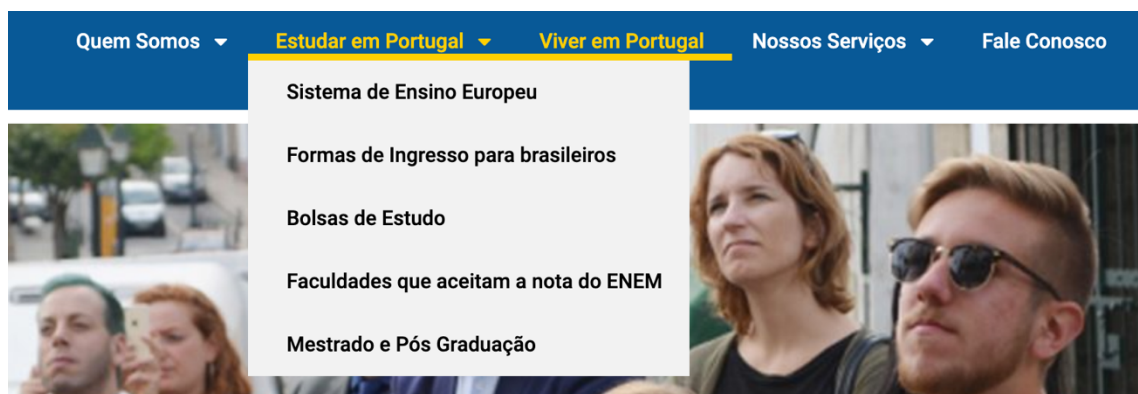 Quem Somos Estudar em Portugal Viver em Portugal Nossos Serviços Fale Conosco
Sistema de Ensino Europeu
Formas de Ingresso para brasileiros
Bolsas de Estudo
Faculdades que aceitam a nota do ENEM
Mestrado e Pós Graduação